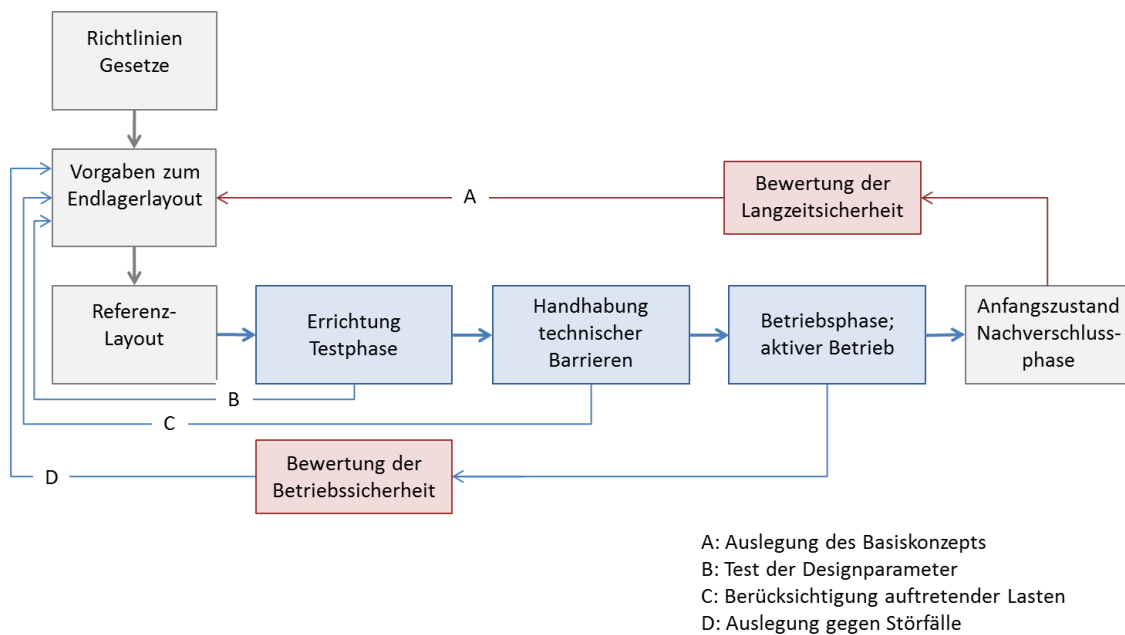 Richtlinien
Gesetze
Vorgaben zum
Endlagerlayout
A
Bewertung der
Langzeitsicherheit
Referenz-
Layout
Errichtung
Testphase
Handhabung
technischer
Barrieren
Betriebsphase;
aktiver Betrieb
Anfangszustand
Nachverschluss-
phase
B
C
D
Bewertung der
Betriebssicherheit
A: Auslegung des Basiskonzepts
B: Test der Designparameter
C: Berücksichtigung auftretender Lasten
D: Auslegung gegen Störfälle